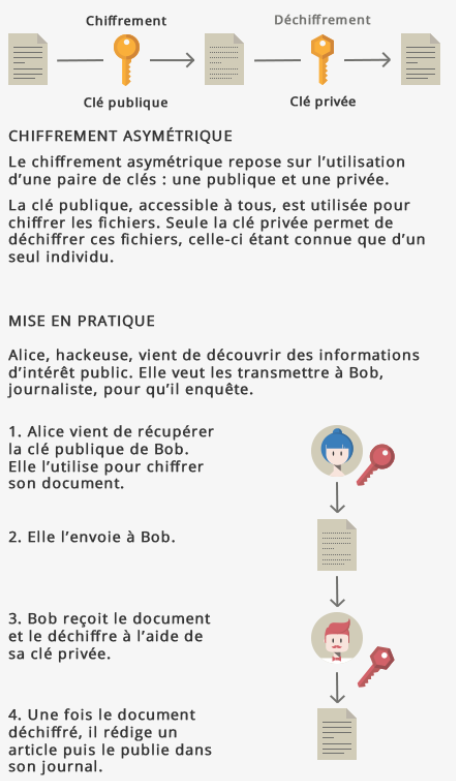 Chiffrement
Déchiffrement
Clé publique
Clé privée
CHIFFREMENT ASYMÉTRIQUE
Le chiffrement asymétrique repose sur l'utilisation
d'une paire de clés : une publique et une privée.
La clé publique, accessible à tous, est utilisée pour
chiffrer les fichiers. Seule la clé privée permet de
déchiffrer ces fichiers, celle-ci étant connue que d'un
seul individu.
MISE EN PRATIQUE
Alice, hackeuse, vient de découvrir des informations
d'intérêt public. Elle veut les transmettre à Bob,
journaliste, pour qu'il enquête.
1. Alice vient de récupérer
la clé publique de Bob.
Elle l'utilise pour chiffrer
son document.
2. Elle l'envoie à Bob.
3. Bob reçoit le document
et le déchiffre à l'aide de
sa clé privée.
4. Une fois le document
déchiffré, il rédige un
article puis le publie dans
son journal.